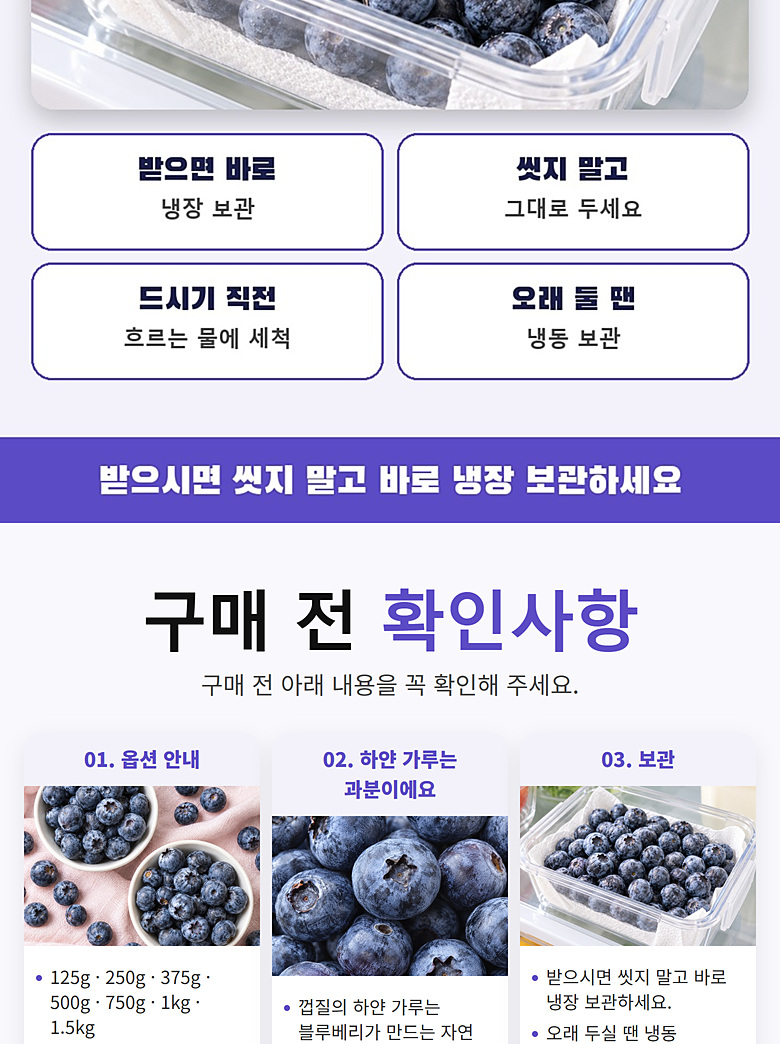 받으면 바로
냉장 보관
씻지 말고
그대로 두세요
드시기 직전
흐르는 물에 세척
오래 둘 땐
냉동 보관
받으시면 씻지 말고 바로 냉장 보관하세요
구매 전 확인사항
구매 전 아래 내용을 꼭 확인해 주세요.
01. 옵션 안내
125g · 250g · 375g ·
500g · 750g · 1kg ·
1.5kg
02. 하얀 가루는
과분이에요
껍질의 하얀 가루는
블루베리가 만드는 자연
03. 보관
받으시면 씻지 말고 바로
냉장 보관하세요.
오래 두실 땐 냉동